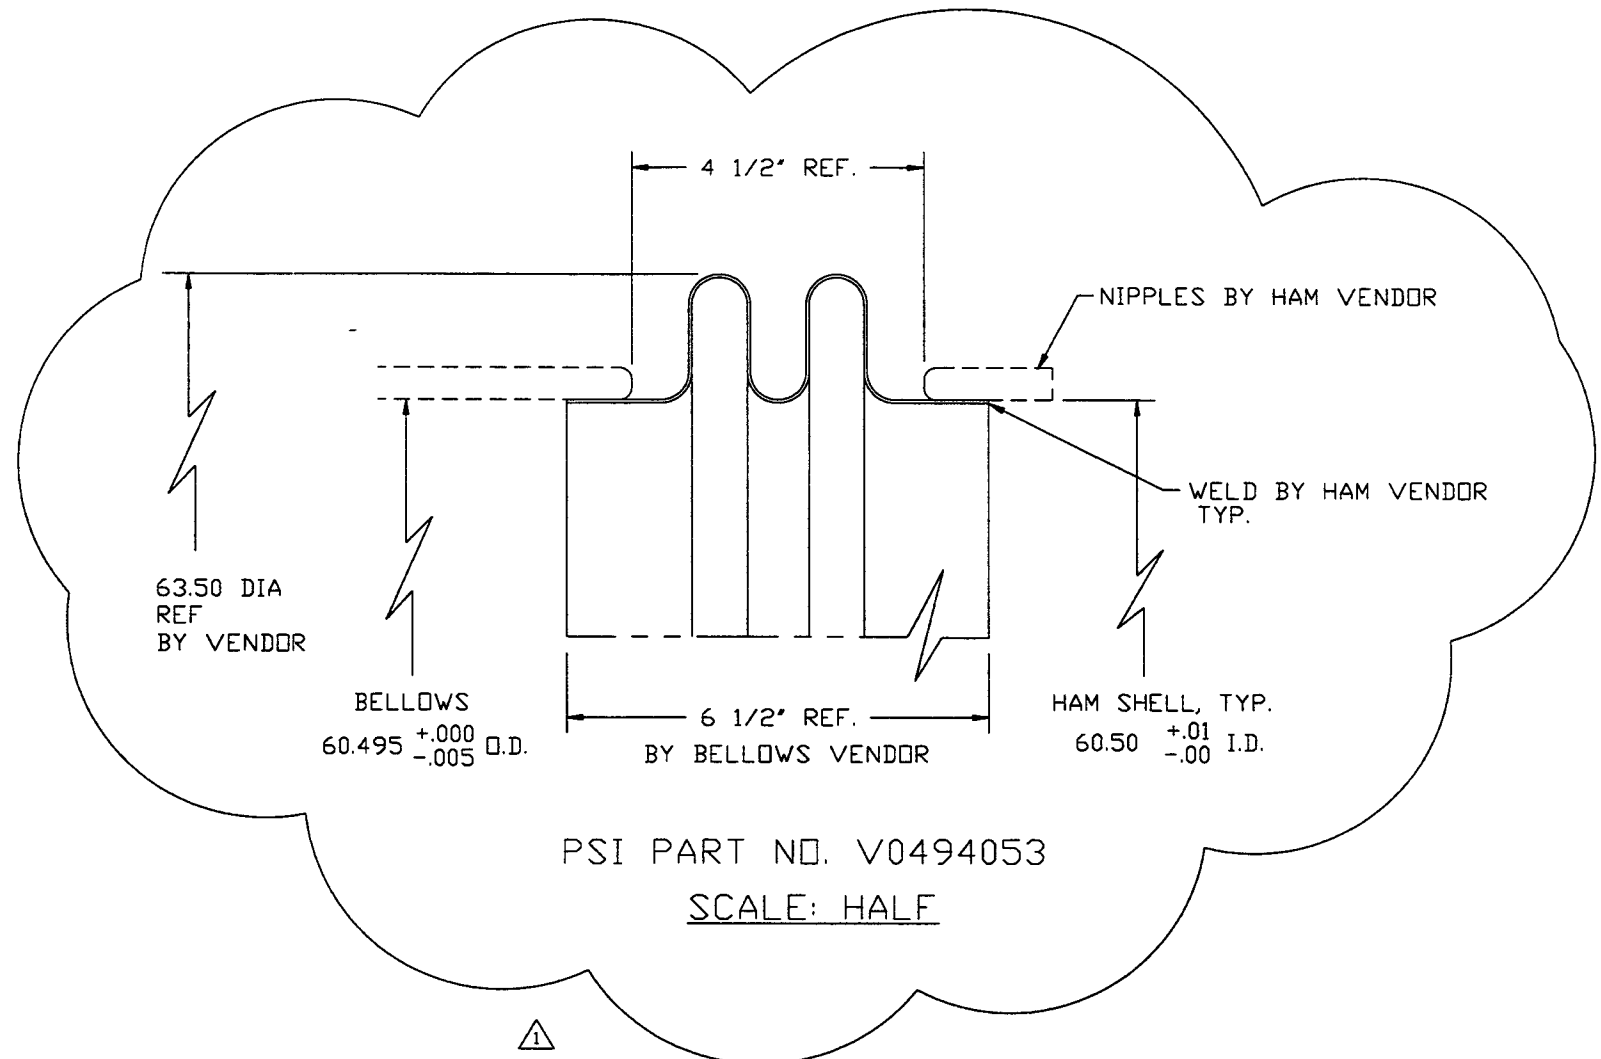 4 1/2" REF.
NIPPLES BY HAM VENDOR
WELD BY HAM VENDOR
TYP.
63.50 DIA
REF
BY VENDOR
BELLOWS
60.495 +.000 -.005 O.D.
6 1/2" REF.
BY BELLOWS VENDOR
HAM SHELL, TYP.
60.50 +.01 -.00 I.D.
PSI PART NO. V0494053
SCALE: HALF
1